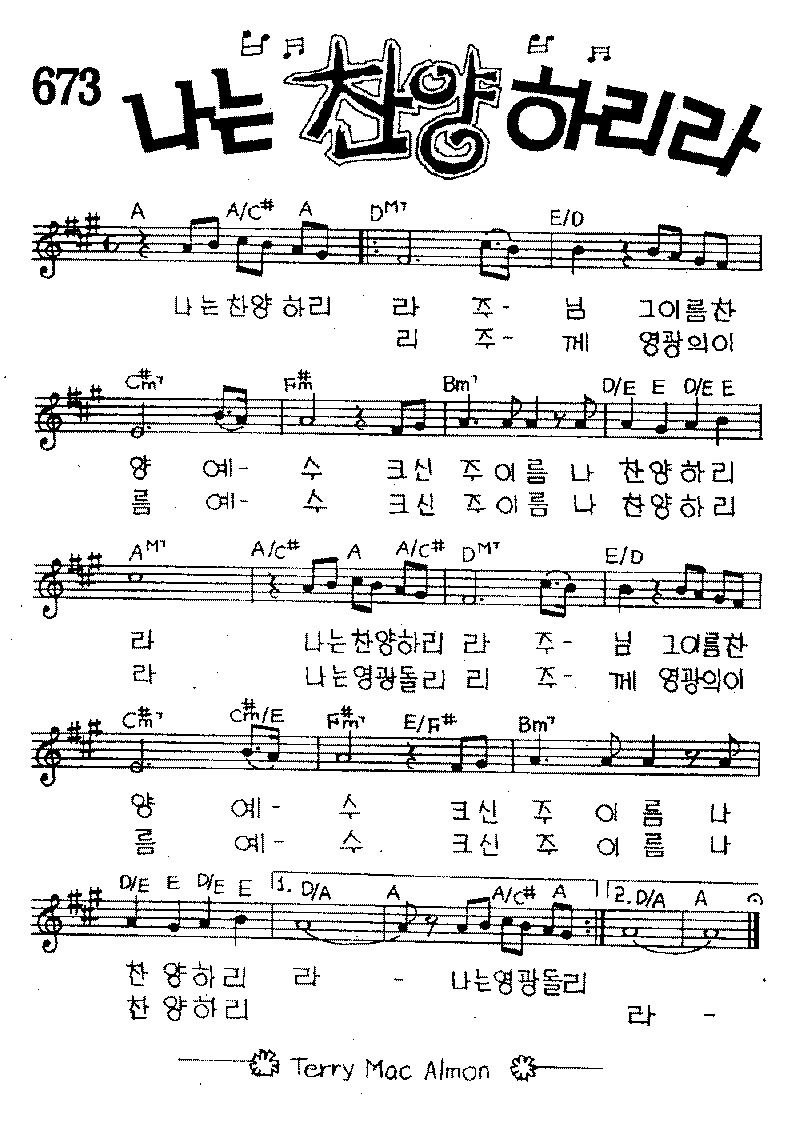 673 나는 찬양 하리라
A A/C# A DM7 E/D
나는찬양하리 라 주- 님 그이름찬
리 주- 께 영광의이
C#m7 F#m Bm7 D/E E D/E E
양 예- 수 크신 주이름 나 찬양하리
름 예- 수 크신 주이름 나 찬양하리
AM7 A/C# A A/C# DM7 E/D
라 나는찬양하리 라 주- 님 그이름찬
라 나는영광돌리 리 주- 께 영광의이
C#m7 C#m/E F#m7 E/F# Bm7
양 예- 수 크신 주 이 름 나
름 예- 수 크신 주 이 름 나
D/E E D/E E 1. D/A A A/C# A 2. D/A A
찬 양하리 라 - 나는영광돌리
찬 양하리 라 -
Terry Mac Almon